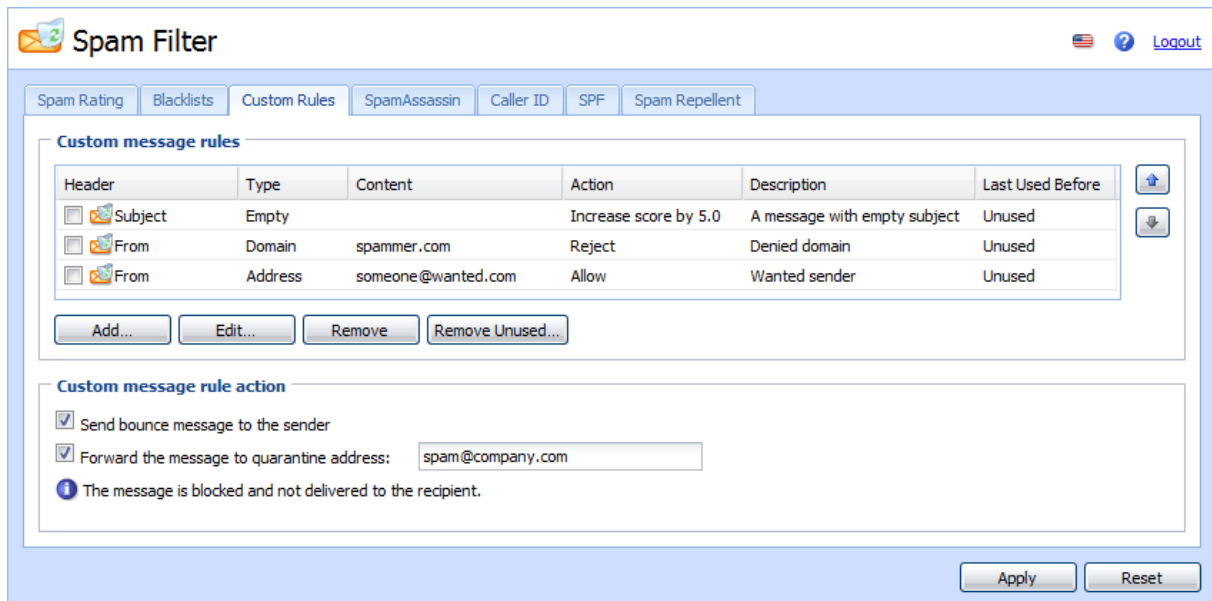 Spam Filter
Logout
Spam Rating Blacklists Custom Rules SpamAssassin Caller ID SPF Spam Repellent
Custom message rules
Header Type Content Action Description Last Used Before
Subject Empty Increase score by 5.0 A message with empty subject Unused
From Domain spammer.com Reject Denied domain Unused
From Address someone@wanted.com Allow Wanted sender Unused
Add... Edit... Remove Remove Unused...
Custom message rule action
Send bounce message to the sender
Forward the message to quarantine address: spam@company.com
The message is blocked and not delivered to the recipient.
Apply Reset